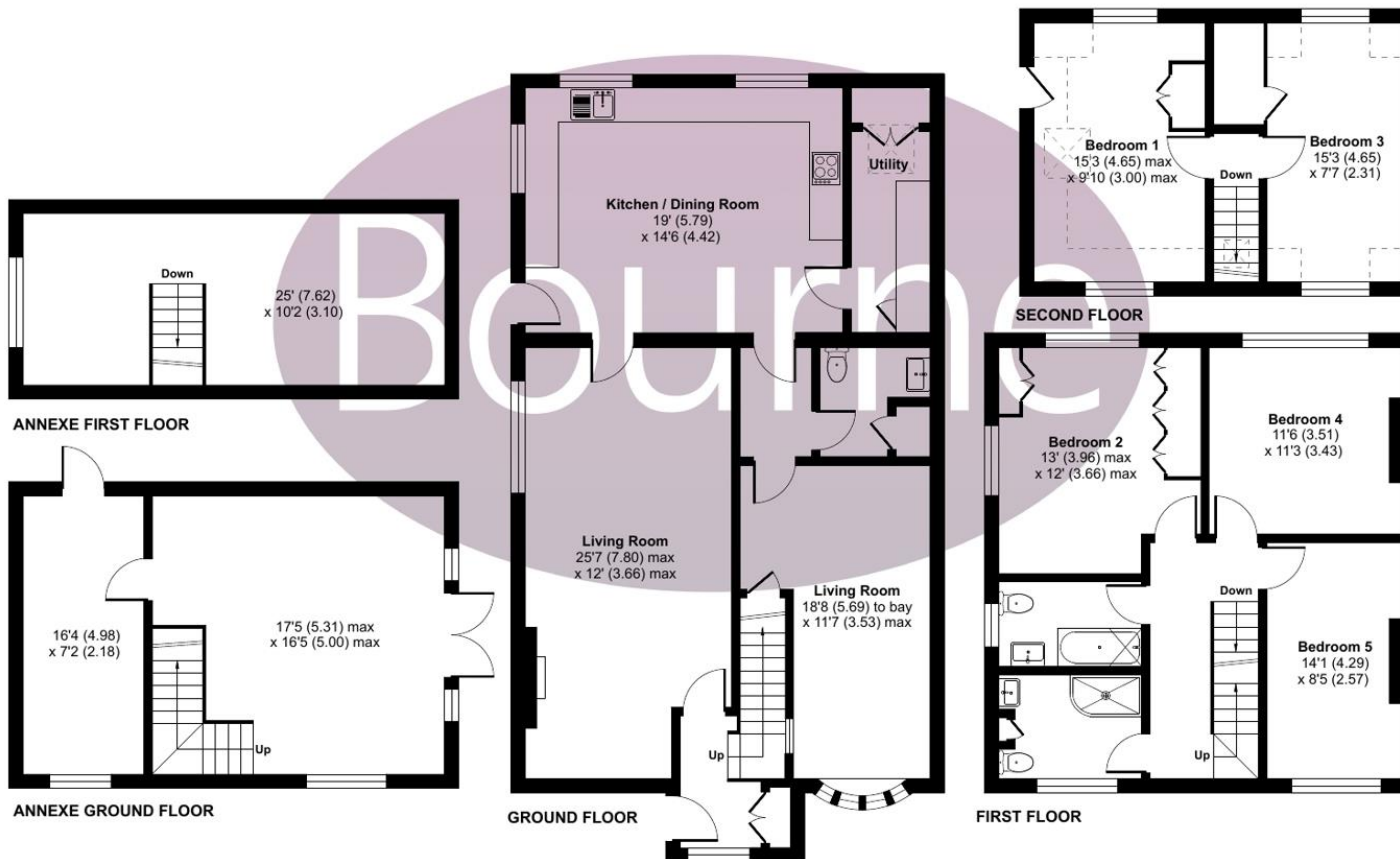 Bourne
Kitchen / Dining Room
19' (5.79)
x 14'6 (4.42)
Utility
Bedroom 1
15'3 (4.65) max
x 9'10 (3.00) max
Down
Bedroom 3
15'3 (4.65)
x 7'7 (2.31)
SECOND FLOOR
Down
25' (7.62)
x 10'2 (3.10)
ANNEXE FIRST FLOOR
16'4 (4.98)
x 7'2 (2.18)
17'5 (5.31) max
x 16'5 (5.00) max
Up
ANNEXE GROUND FLOOR
Living Room
25'7 (7.80) max
x 12' (3.66) max
Living Room
18'8 (5.69) to bay
x 11'7 (3.53) max
Up
GROUND FLOOR
Bedroom 2
13' (3.96) max
x 12' (3.66) max
Bedroom 4
11'6 (3.51)
x 11'3 (3.43)
Down
Bedroom 5
14'1 (4.29)
x 8'5 (2.57)
Up
FIRST FLOOR